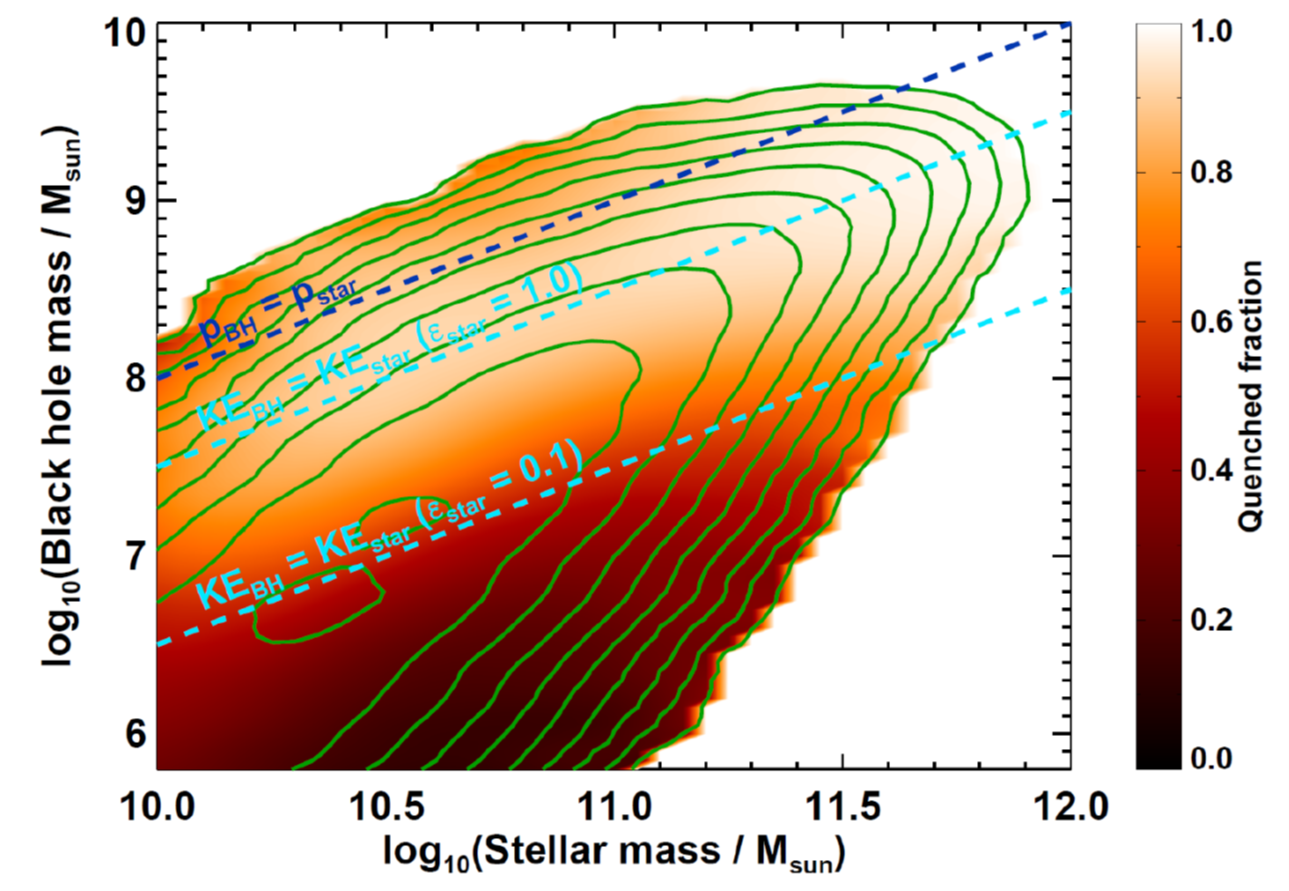 10
9
8
7
6
log10(Black hole mass / Msun)
pBH = pstar
KEBH = KEstar (εstar = 1.0)
KEBH = KEstar (εstar = 0.1)
10.0 10.5 11.0 11.5 12.0
log10(Stellar mass / Msun)
1.0
0.8
0.6
0.4
0.2
0.0
Quenched fraction